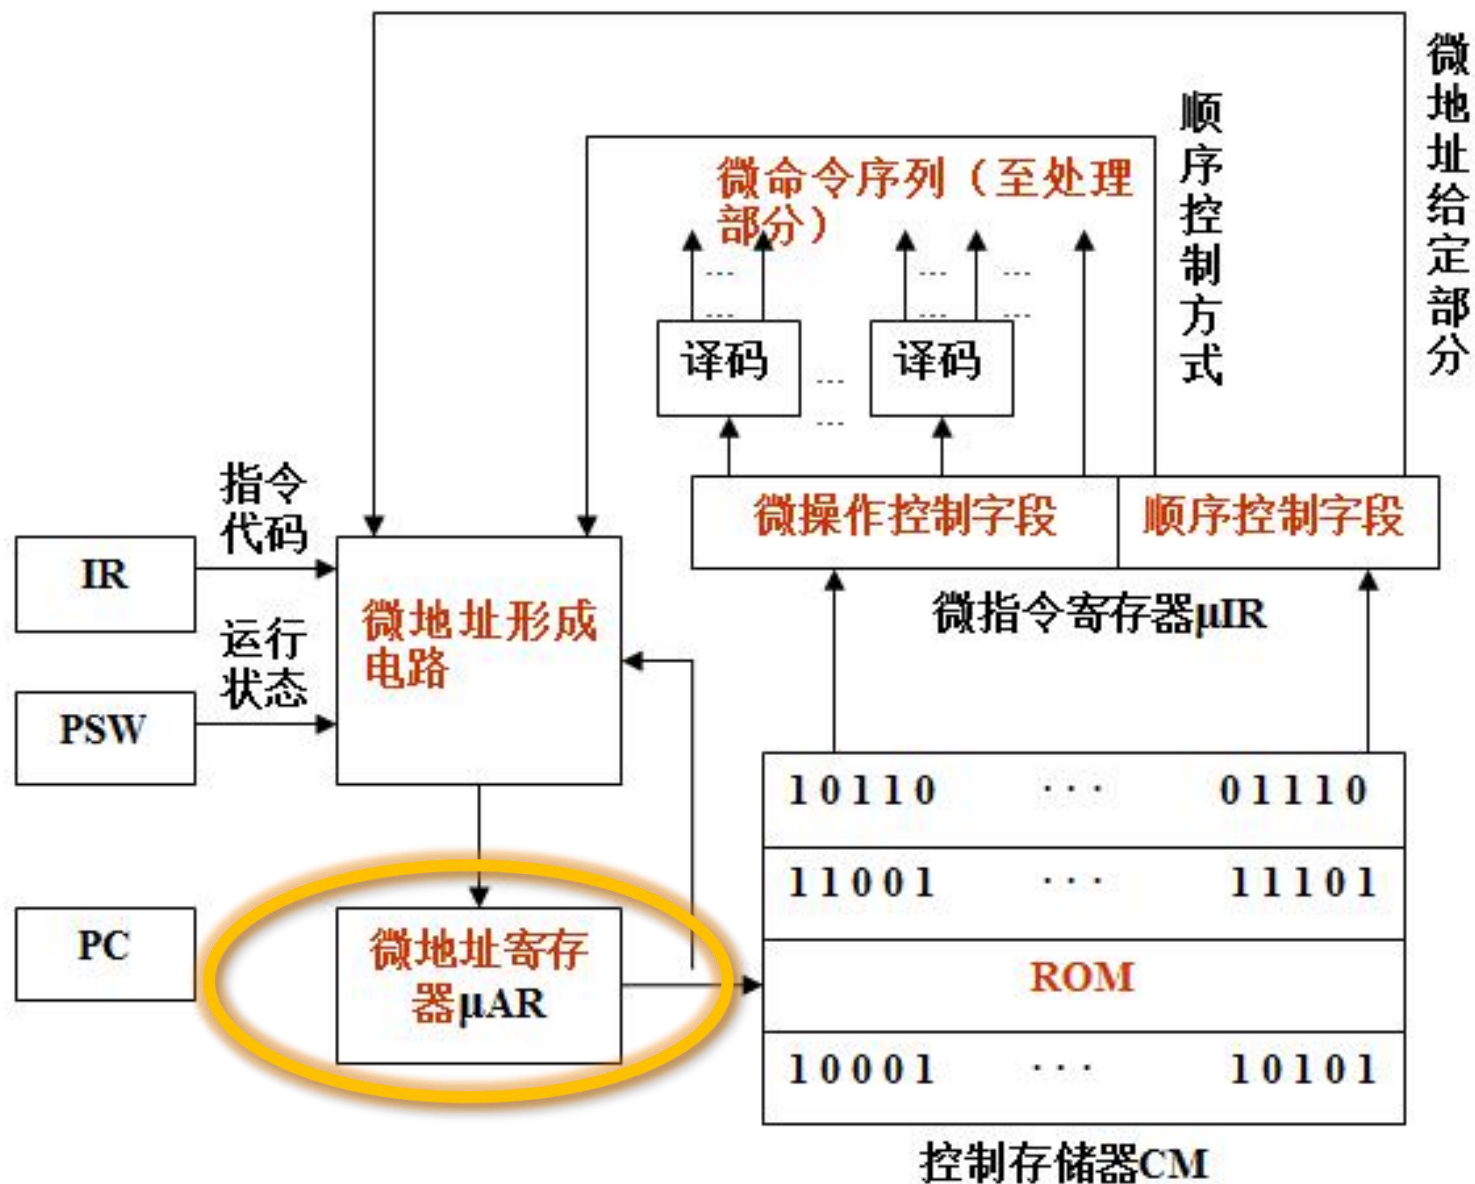 微地址给定部分
顺序控制方式
微命令序列（至处理
部分）
译码
译码
微操作控制字段
顺序控制字段
微指令寄存器μIR
指令
代码
IR
运行
状态
PSW
微地址形成
电路
PC
微地址寄存
器μAR
10110 ··· 01110
11001 ··· 11101
ROM
10001 ··· 10101
控制存储器CM